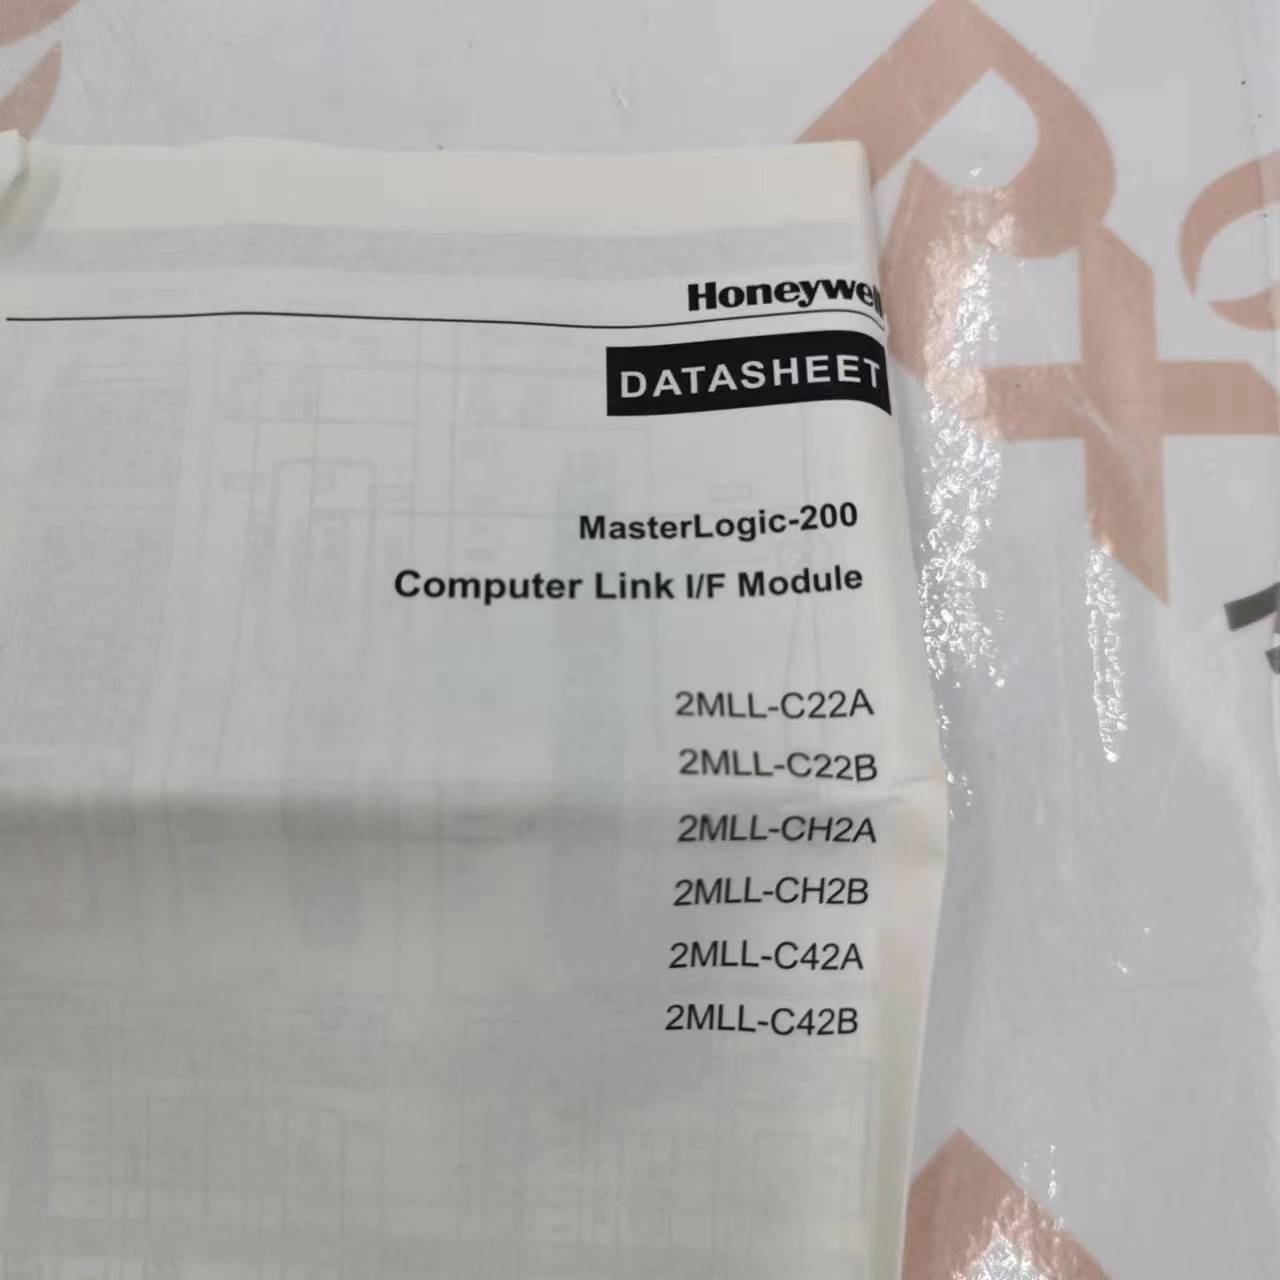 Honeywell
DATASHEET
MasterLogic-200
Computer Link I/F Module
2MLL-C22A
2MLL-C22B
2MLL-CH2A
2MLL-CH2B
2MLL-C42A
2MLL-C42B